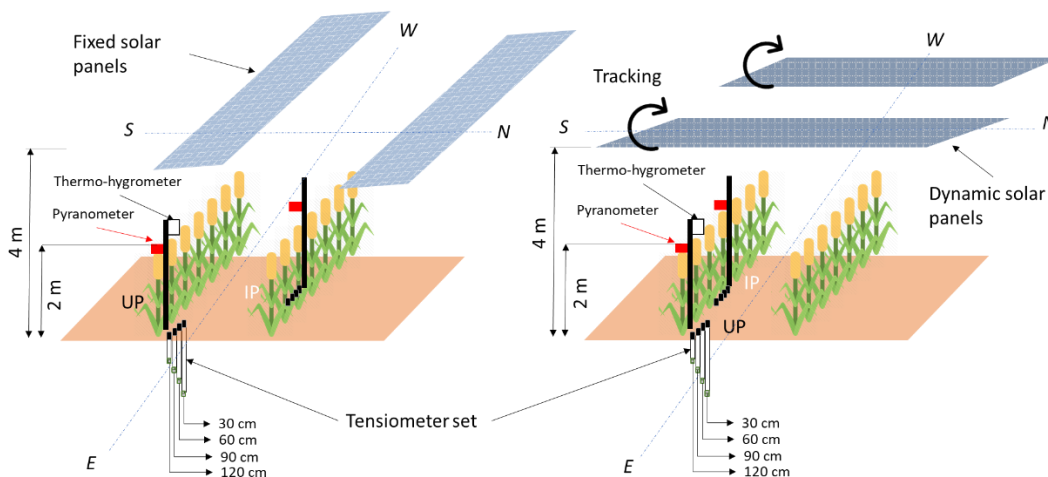 Fixed solar
panels
W
S
N
Thermo-hygrometer
Pyranometer
4 m
2 m
UP
IP
E
30 cm
60 cm
90 cm
120 cm
Tensiometer set
W
Tracking
S
N
Thermo-hygrometer
Pyranometer
Dynamic solar
panels
4 m
2 m
IP
UP
E
30 cm
60 cm
90 cm
120 cm